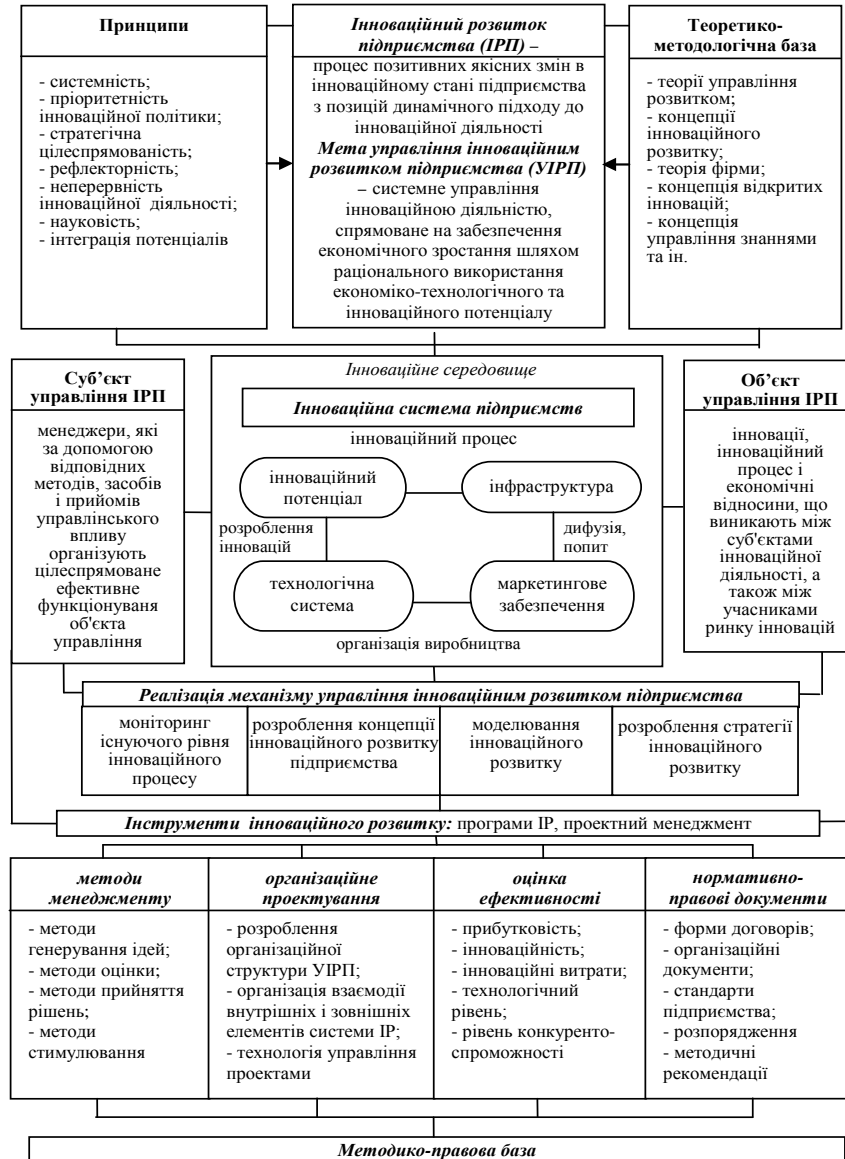 Принципи
- системність;
- пріоритетність
інноваційної політики;
- стратегічна
цілеспрямованість;
- рефлекторність;
- неперервність
інноваційної діяльності;
- науковість;
- інтеграція потенціалів
Інноваційний розвиток
підприємства (ІРП) –
процес позитивних якісних змін в
інноваційному стані підприємства
з позицій динамічного підходу до
інноваційної діяльності
Мета управління інноваційним
розвитком підприємства (УІРП)
– системне управління
інноваційною діяльністю,
спрямоване на забезпечення
економічного зростання шляхом
раціонального використання
економіко-технологічного та
інноваційного потенціалу
Теоретико-
методологічна база
- теорії управління
розвитком;
- концепції
інноваційного
розвитку;
- теорія фірми;
- концепція відкритих
інновацій;
- концепція
управління знаннями
та ін.
Суб’єкт
управління ІРП
менеджери, які
за допомогою
відповідних
методів, засобів
і прийомів
управлінського
впливу
організують
цілеспрямоване
ефективне
функціонуваня
об'єкта
управління
Інноваційне середовище
Інноваційна система підприємств
інноваційний процес
інноваційний
потенціал
інфраструктура
розроблення
інновацій
дифузія,
попит
технологічна
система
маркетингове
забезпечення
організація виробництва
Об’єкт
управління ІРП
інновації,
інноваційний
процес і
економічні
відносини, що
виникають між
суб'єктами
інноваційної
діяльності, а
також між
учасниками
ринку інновацій
Реалізація механізму управління інноваційним розвитком підприємства
моніторинг
існуючого рівня
інноваційного
процесу
розроблення концепції
інноваційного розвитку
підприємства
моделювання
інноваційного
розвитку
розроблення стратегії
інноваційного
розвитку
Інструменти інноваційного розвитку: програми ІР, проектний менеджмент
методи
менеджменту
- методи
генерування ідей;
- методи оцінки;
- методи прийняття
рішень;
- методи
стимулювання
організаційне
проектування
- розроблення
організаційної
структури УІРП;
- організація взаємодії
внутрішніх і зовнішніх
елементів системи ІР;
- технологія управління
проектами
оцінка
ефективності
- прибутковість;
- інноваційність;
- інноваційні витрати;
- технологічний
рівень;
- рівень конкуренто-
спроможності
нормативно-
правові документи
- форми договорів;
- організаційні
документи;
- стандарти
підприємства;
- розпорядження
- методичні
рекомендації
Методико-правова база